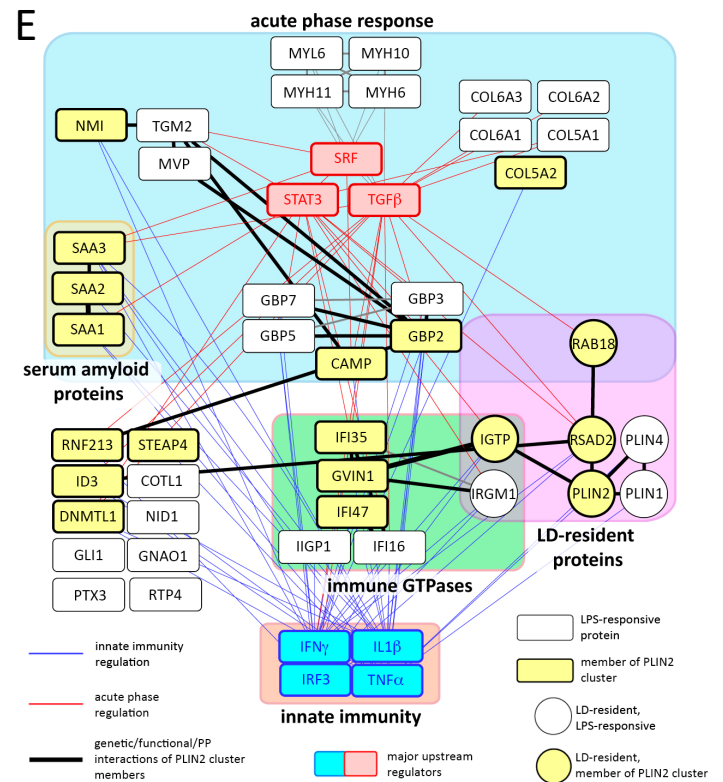 E
acute phase response
MYL6 MYH10
MYH11 MYH6
COL6A3 COL6A2
COL6A1 COL5A1
COL5A2
NMI TGM2
MVP
SRF
STAT3 TGFβ
SAA3
SAA2
SAA1
serum amyloid
proteins
GBP7 GBP3
GBP5 GBP2
CAMP
RAB18
RNF213 STEAP4
ID3 COTL1
DNMTL1 NID1
GLI1 GNAO1
PTX3 RTP4
IFI35
GVIN1
IFI47
IIGP1 IFI16
IGTP
IRGM1
RSAD2 PLIN4
PLIN2 PLIN1
LD-resident
proteins
immune GTPases
IFNγ IL1β
IRF3 TNFα
innate immunity
innate immunity
regulation
acute phase
regulation
genetic/functional/PP
interactions of PLIN2 cluster
members
major upstream
regulators
LPS-responsive
protein
member of PLIN2
cluster
LD-resident,
LPS-responsive
LD-resident,
member of PLIN2 cluster